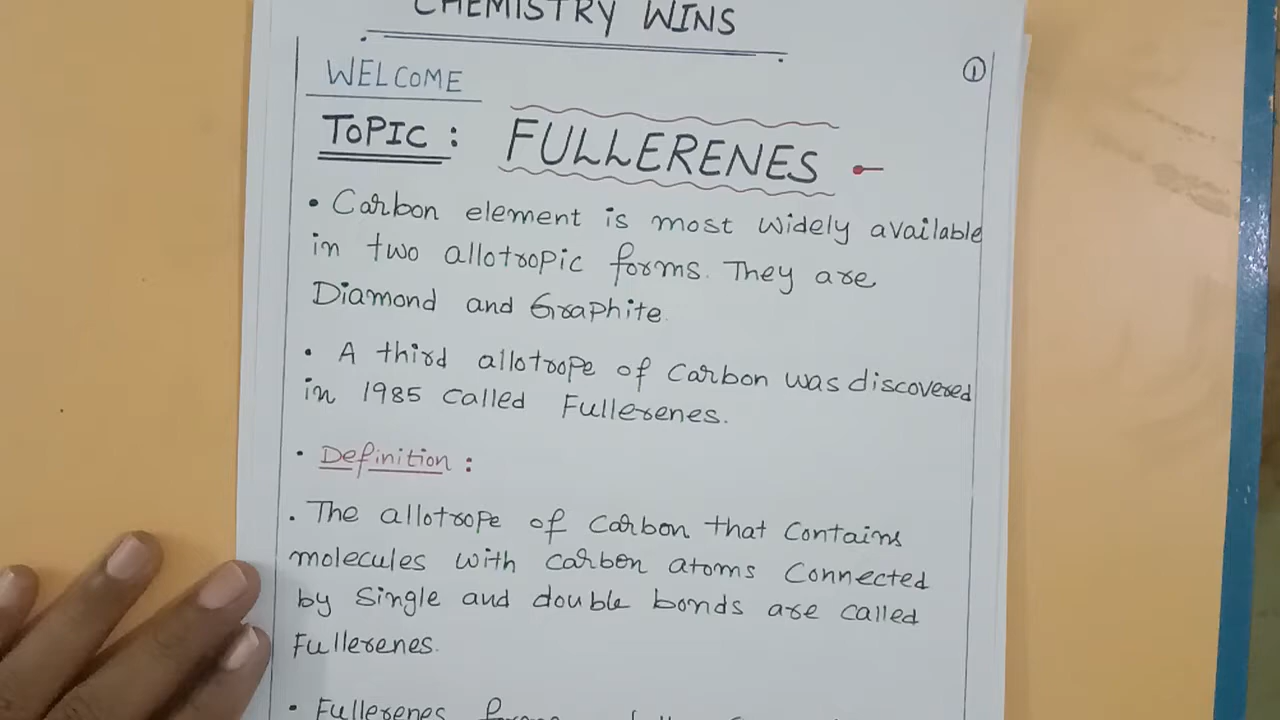 CHEMISTRY WINS
WELCOME
①
TOPIC : FULLERENES
• Carbon element is most widely available
in two allotropic forms. They are
Diamond and Graphite.
• A third allotrope of carbon was discovered
in 1985 called Fullerenes.
• Definition :
. The allotrope of carbon that contains
molecules with carbon atoms connected
by single and double bonds are called
Fullerenes.
• Fullerenes